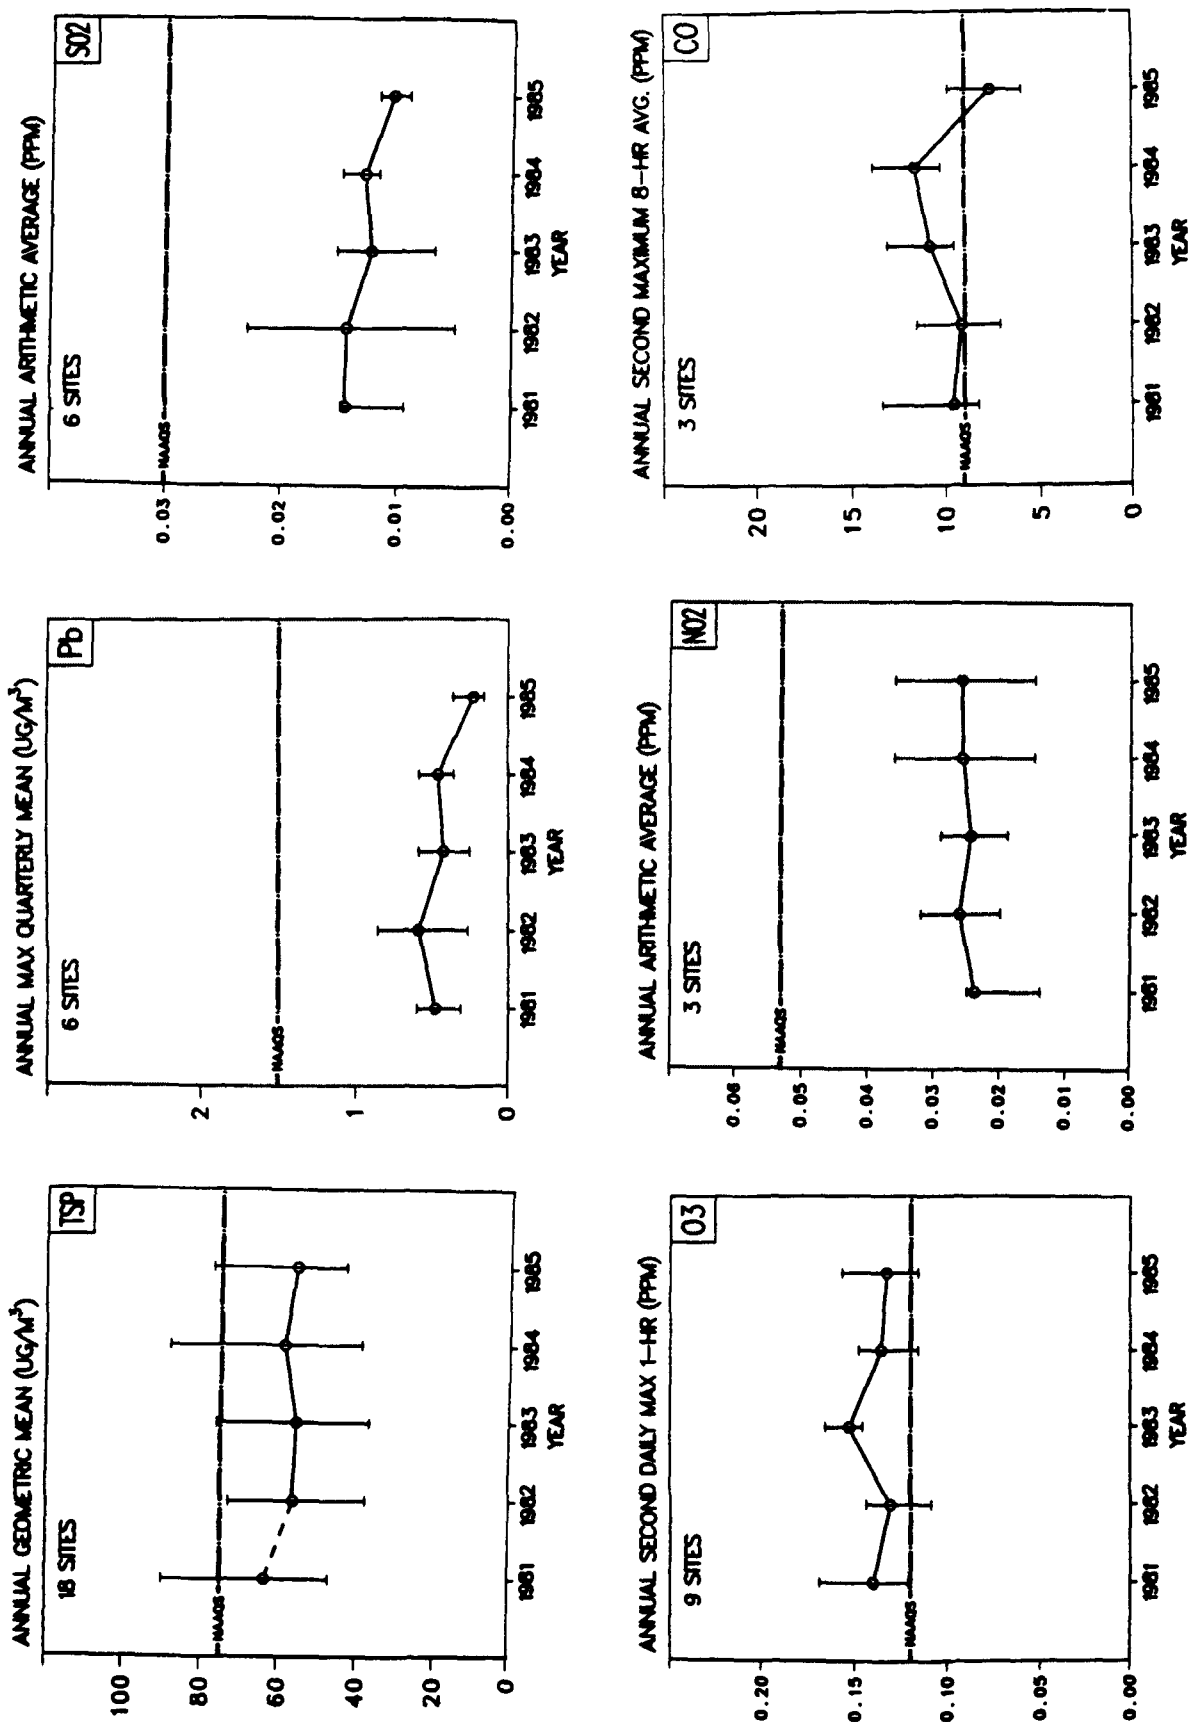 ANNUAL GEOMETRIC MEAN (UG/M³)
TSP
18 SITES
NAAQS
100
80
60
40
20
0
1981 1982 1983 1984 1985
YEAR
ANNUAL MAX QUARTERLY MEAN (UG/M³)
Pb
6 SITES
NAAQS
2
1
0
1981 1982 1983 1984 1985
YEAR
ANNUAL ARITHMETIC AVERAGE (PPM)
SO2
6 SITES
NAAQS
0.03
0.02
0.01
0.00
1981 1982 1983 1984 1985
YEAR
ANNUAL SECOND DAILY MAX 1-HR (PPM)
O3
9 SITES
NAAQS
0.20
0.15
0.10
0.05
0.00
1981 1982 1983 1984 1985
YEAR
ANNUAL ARITHMETIC AVERAGE (PPM)
NO2
3 SITES
NAAQS
0.06
0.05
0.04
0.03
0.02
0.01
0.00
1981 1982 1983 1984 1985
YEAR
ANNUAL SECOND MAXIMUM 8-HR AVG. (PPM)
CO
3 SITES
NAAQS
20
15
10
5
0
1981 1982 1983 1984 1985
YEAR